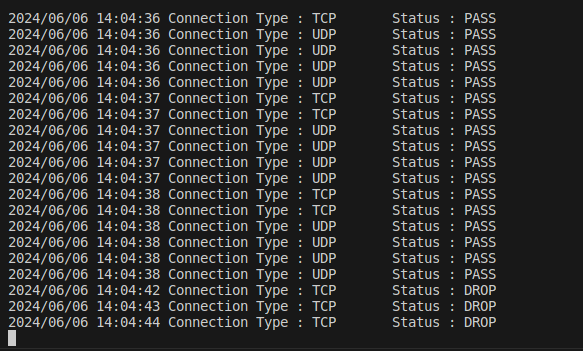 2024/06/06 14:04:36 Connection Type : TCP       Status : PASS
2024/06/06 14:04:36 Connection Type : UDP       Status : PASS
2024/06/06 14:04:36 Connection Type : UDP       Status : PASS
2024/06/06 14:04:36 Connection Type : UDP       Status : PASS
2024/06/06 14:04:36 Connection Type : UDP       Status : PASS
2024/06/06 14:04:37 Connection Type : TCP       Status : PASS
2024/06/06 14:04:37 Connection Type : TCP       Status : PASS
2024/06/06 14:04:37 Connection Type : UDP       Status : PASS
2024/06/06 14:04:37 Connection Type : UDP       Status : PASS
2024/06/06 14:04:37 Connection Type : UDP       Status : PASS
2024/06/06 14:04:37 Connection Type : UDP       Status : PASS
2024/06/06 14:04:38 Connection Type : TCP       Status : PASS
2024/06/06 14:04:38 Connection Type : TCP       Status : PASS
2024/06/06 14:04:38 Connection Type : UDP       Status : PASS
2024/06/06 14:04:38 Connection Type : UDP       Status : PASS
2024/06/06 14:04:38 Connection Type : UDP       Status : PASS
2024/06/06 14:04:38 Connection Type : UDP       Status : PASS
2024/06/06 14:04:42 Connection Type : TCP       Status : DROP
2024/06/06 14:04:43 Connection Type : TCP       Status : DROP
2024/06/06 14:04:44 Connection Type : TCP       Status : DROP